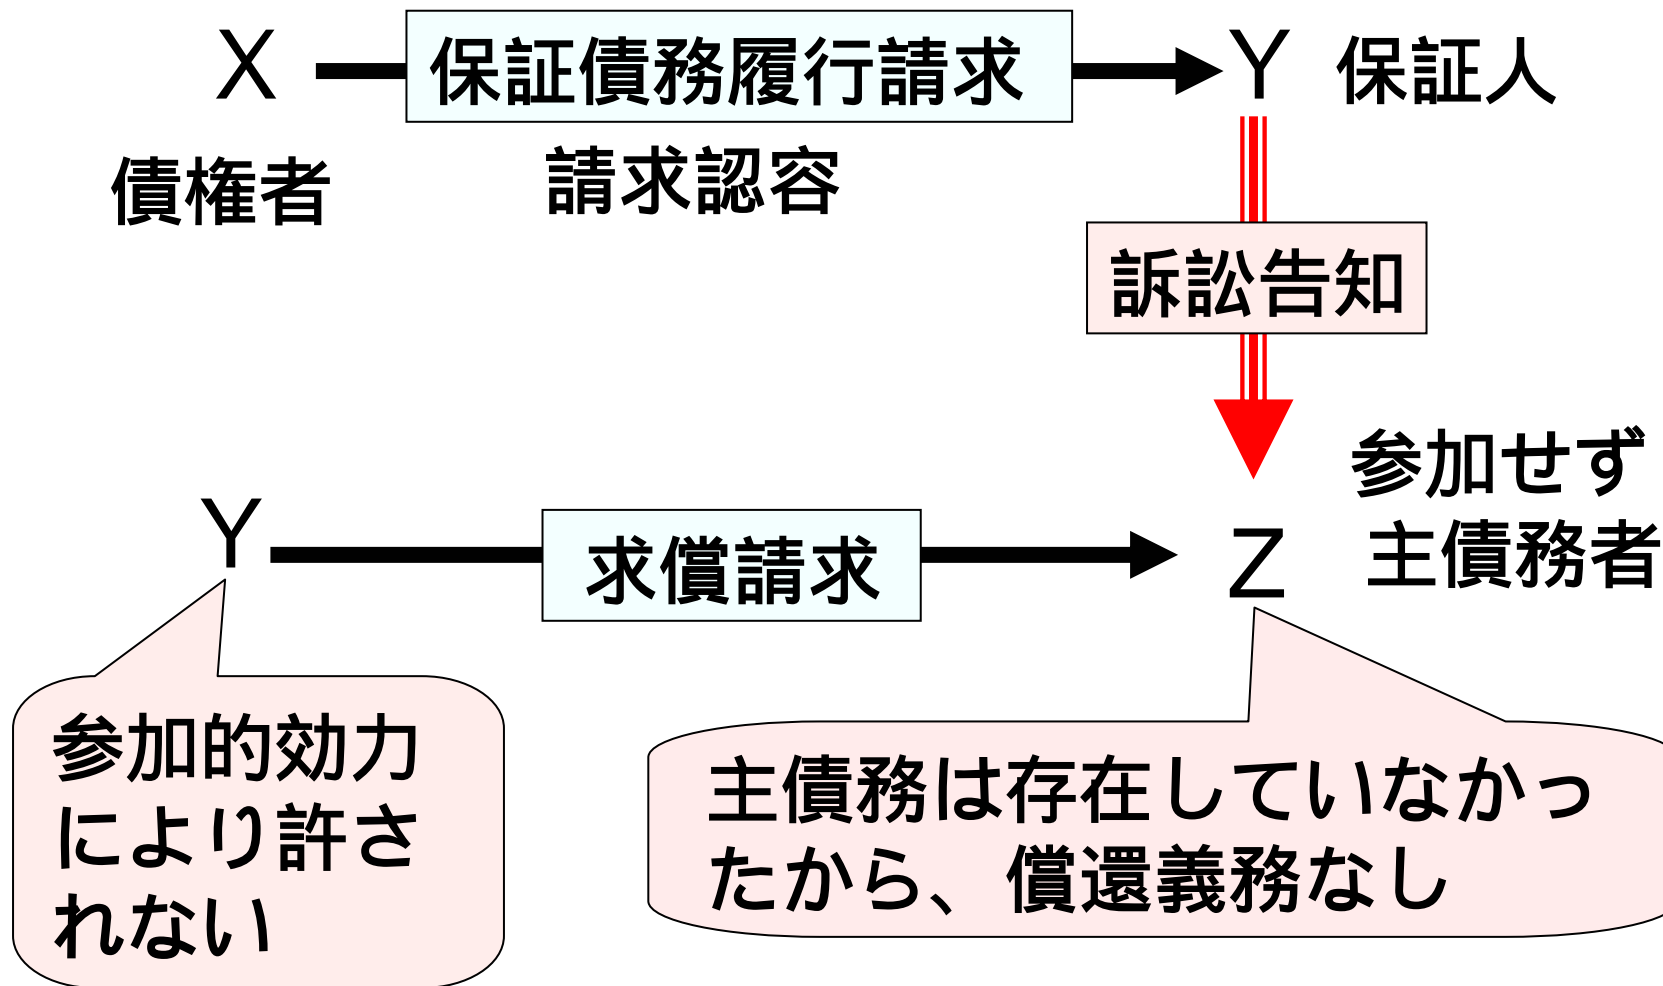 X 保証債務履行請求 Y 保証人
債権者 請求認容
訴訟告知
参加せず
Y 求償請求 Z 主債務者
参加的効力
により許さ
れない
主債務は存在していなかっ
たから、償還義務なし